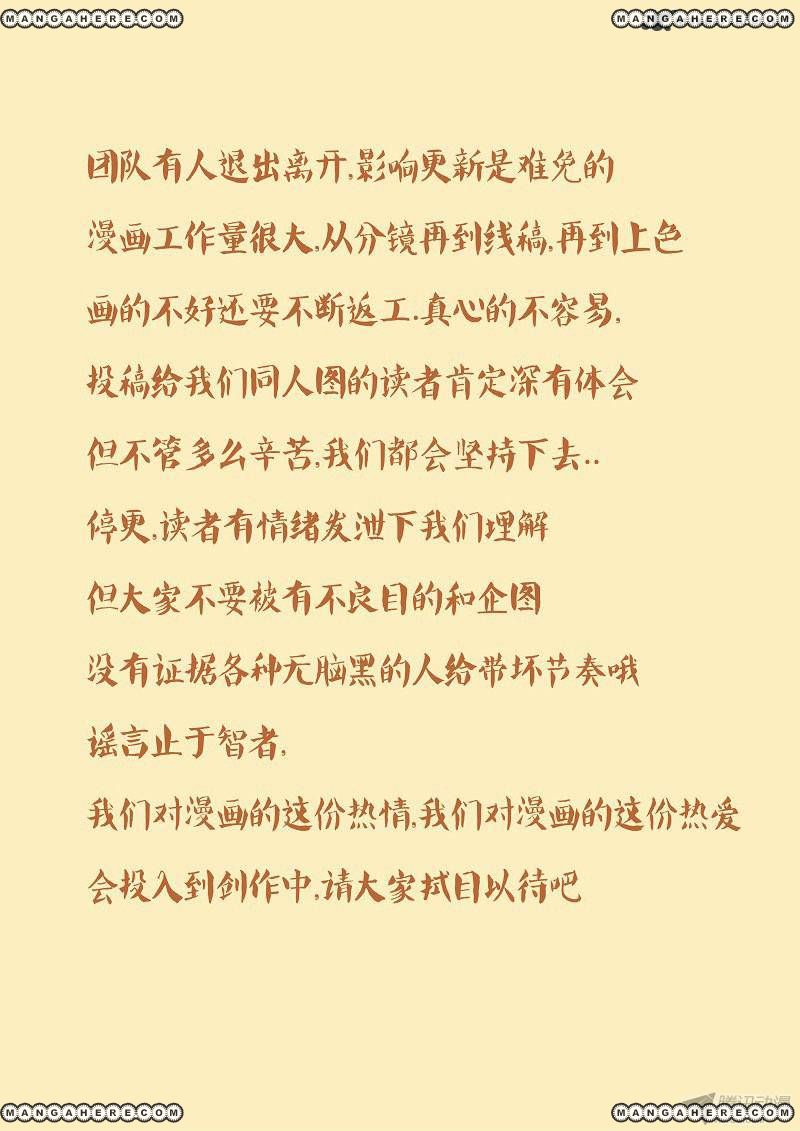 MANGAHERE.COM MANGAHERE.COM
团队有人退出离开,影响更新是难免的
漫画工作量很大,从分镜再到线稿,再到上色
画的不好还要不断返工.真心的不容易,
投稿给我们同人图的读者肯定深有体会
但不管多么辛苦,我们都会坚持下去..
停更,读者有情绪发泄下我们理解
但大家不要被有不良目的和企图
没有证据各种无脑黑的人给带坏节奏哦
谣言止于智者,
我们对漫画的这份热情,我们对漫画的这份热爱
会投入到创作中,请大家拭目以待吧
腾讯动漫
MANGAHERE.COM MANGAHERE.COM